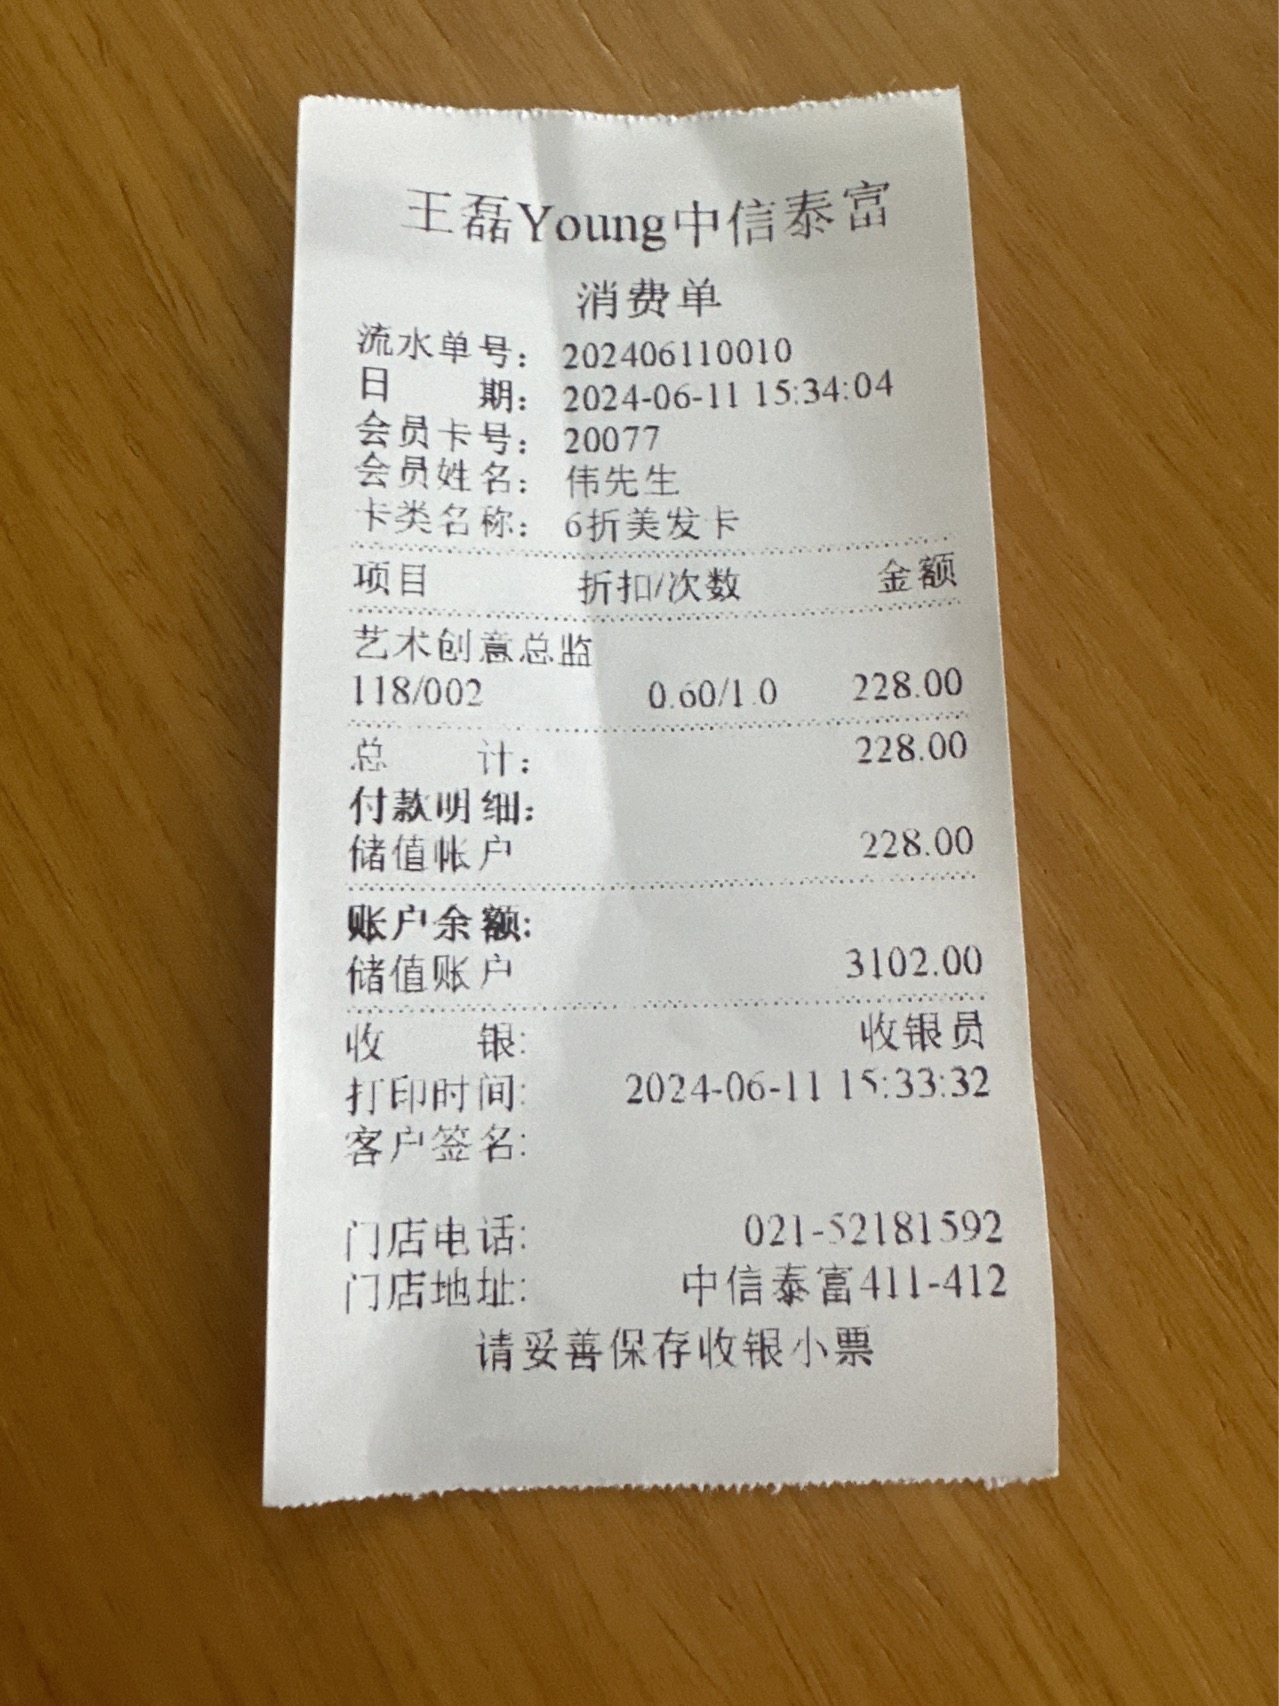 王磊Young中信泰富
消费单
流水单号： 202406110010
日 期： 2024-06-11 15:34:04
会员卡号： 20077
会员姓名： 伟先生
卡类名称： 6折美发卡
项目 折扣/次数 金额
艺术创意总监
118/002 0.60/1.0 228.00
总 计： 228.00
付款明细：
储值帐户 228.00
账户余额:
储值账户 3102.00
收 银: 收银员
打印时间: 2024-06-11 15:33:32
客户签名:
门店电话: 021-52181592
门店地址: 中信泰富411-412
请妥善保存收银小票